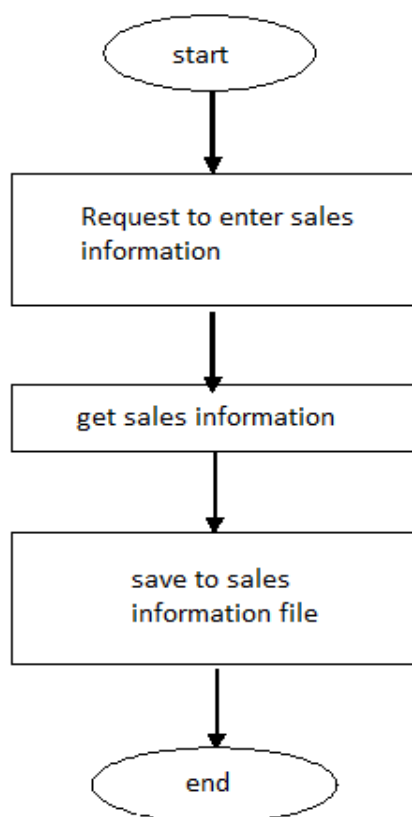 start
Request to enter sales
information
get sales information
save to sales
information file
end